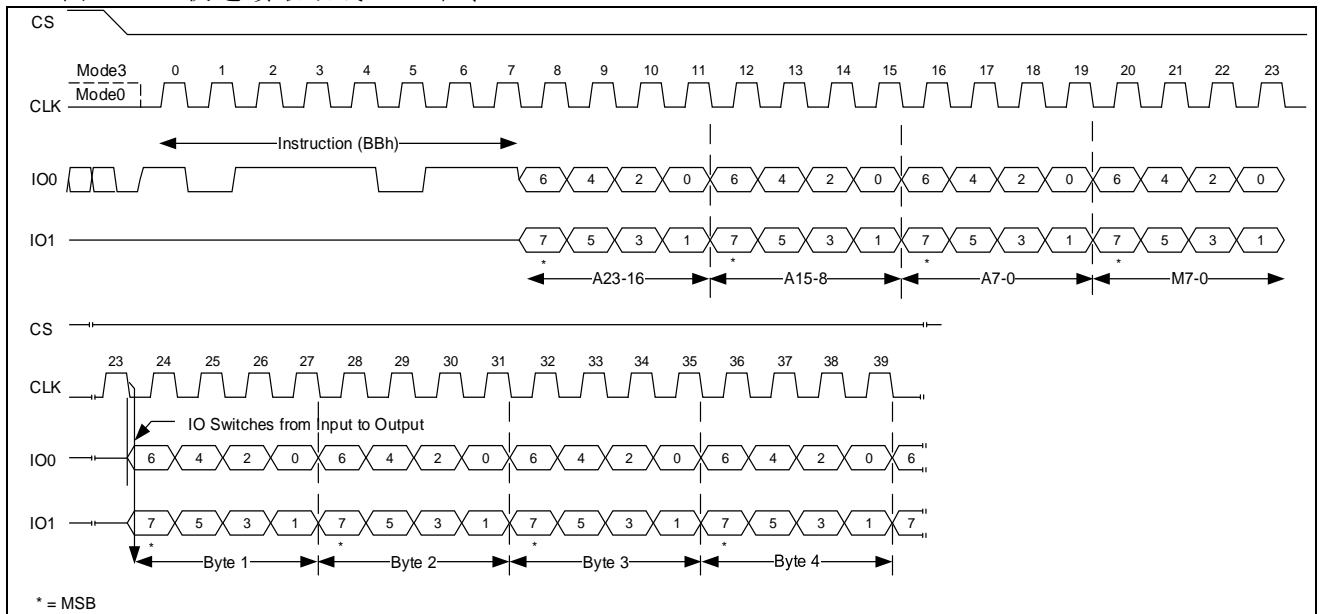 CS
Mode3 0 1 2 3 4 5 6 7 8 9 10 11 12 13 14 15 16 17 18 19 20 21 22 23
Mode0
CLK
Instruction (BBh)
IO0 6 4 2 0 6 4 2 0 6 4 2 0 6 4 2 0
IO1 7 5 3 1 7 5 3 1 7 5 3 1 7 5 3 1
* * * *
A23-16 A15-8 A7-0 M7-0
CS
23 24 25 26 27 28 29 30 31 32 33 34 35 36 37 38 39
CLK
IO Switches from Input to Output
IO0 6 4 2 0 6 4 2 0 6 4 2 0 6 4 2 0 6
IO1 7 5 3 1 7 5 3 1 7 5 3 1 7 5 3 1 7
* * * *
Byte 1 Byte 2 Byte 3 Byte 4
* = MSB